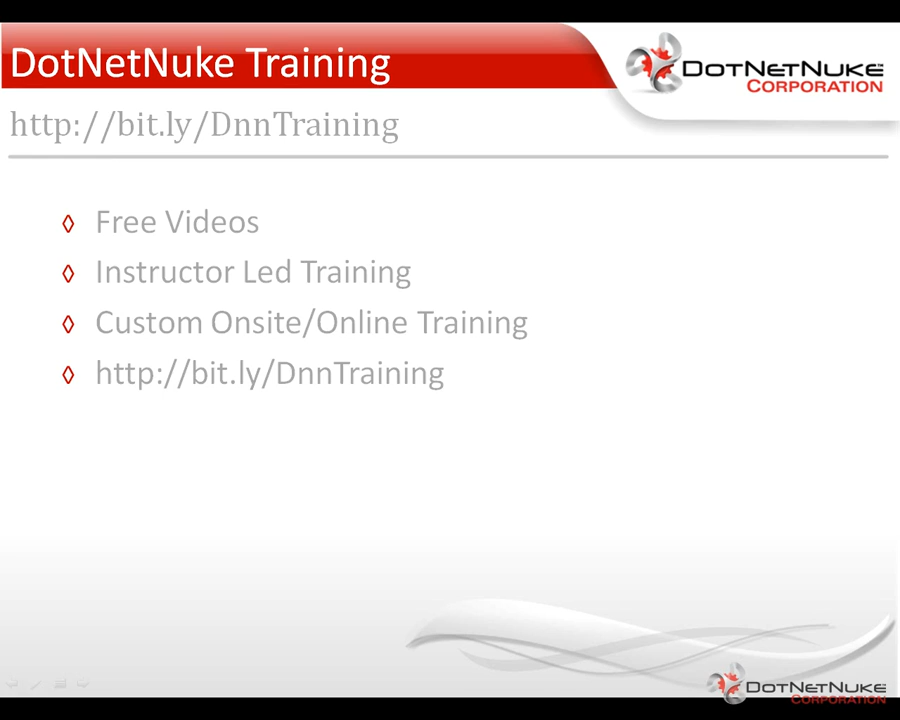 DotNetNuke Training
DOTNETNUKE™
CORPORATION
http://bit.ly/DnnTraining
◊ Free Videos
◊ Instructor Led Training
◊ Custom Onsite/Online Training
◊ http://bit.ly/DnnTraining
DOTNETNUKE
CORPORATION